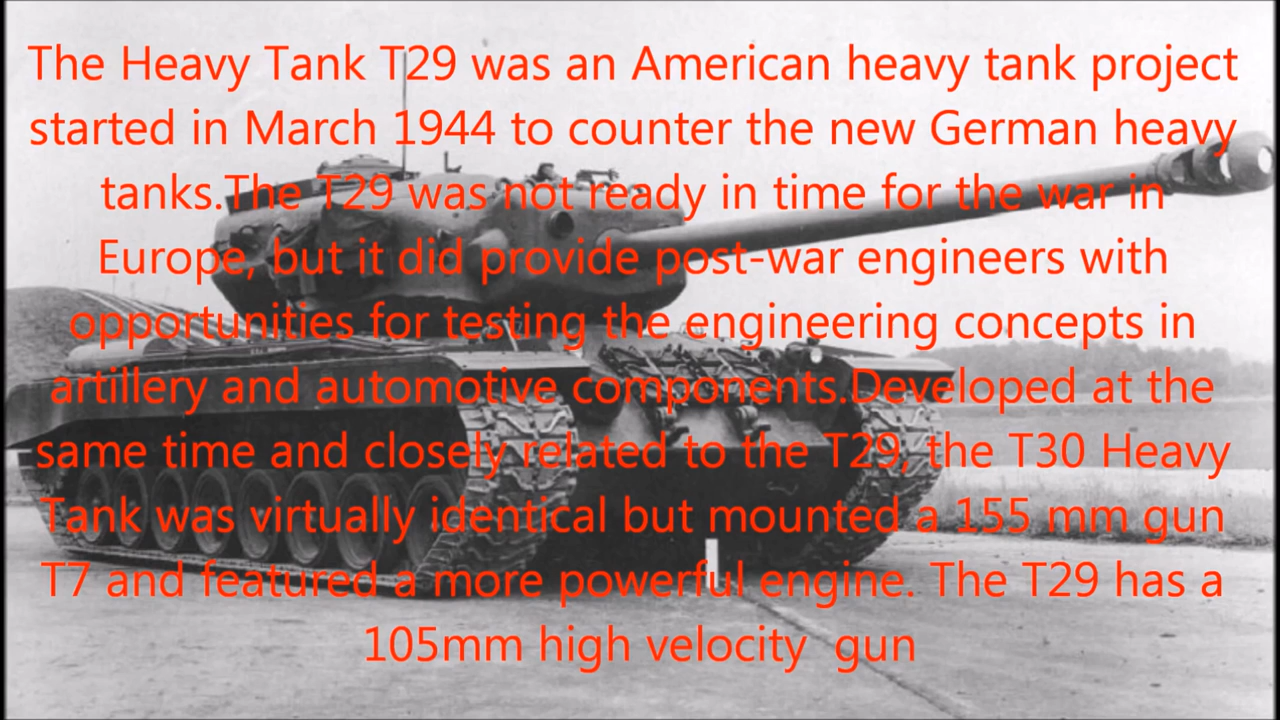 The Heavy Tank T29 was an American heavy tank project
started in March 1944 to counter the new German heavy
tanks.The T29 was not ready in time for the war in
Europe, but it did provide post-war engineers with
opportunities for testing the engineering concepts in
artillery and automotive components.Developed at the
same time and closely related to the T29, the T30 Heavy
Tank was virtually identical but mounted a 155 mm gun
T7 and featured a more powerful engine. The T29 has a
105mm high velocity  gun